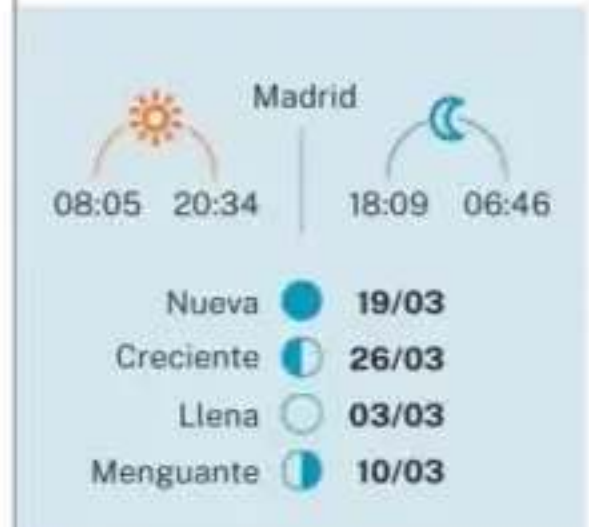 Madrid
08:05 20:34 18:09 06:46
Nueva 19/03
Creciente 26/03
Llena 03/03
Menguante 10/03